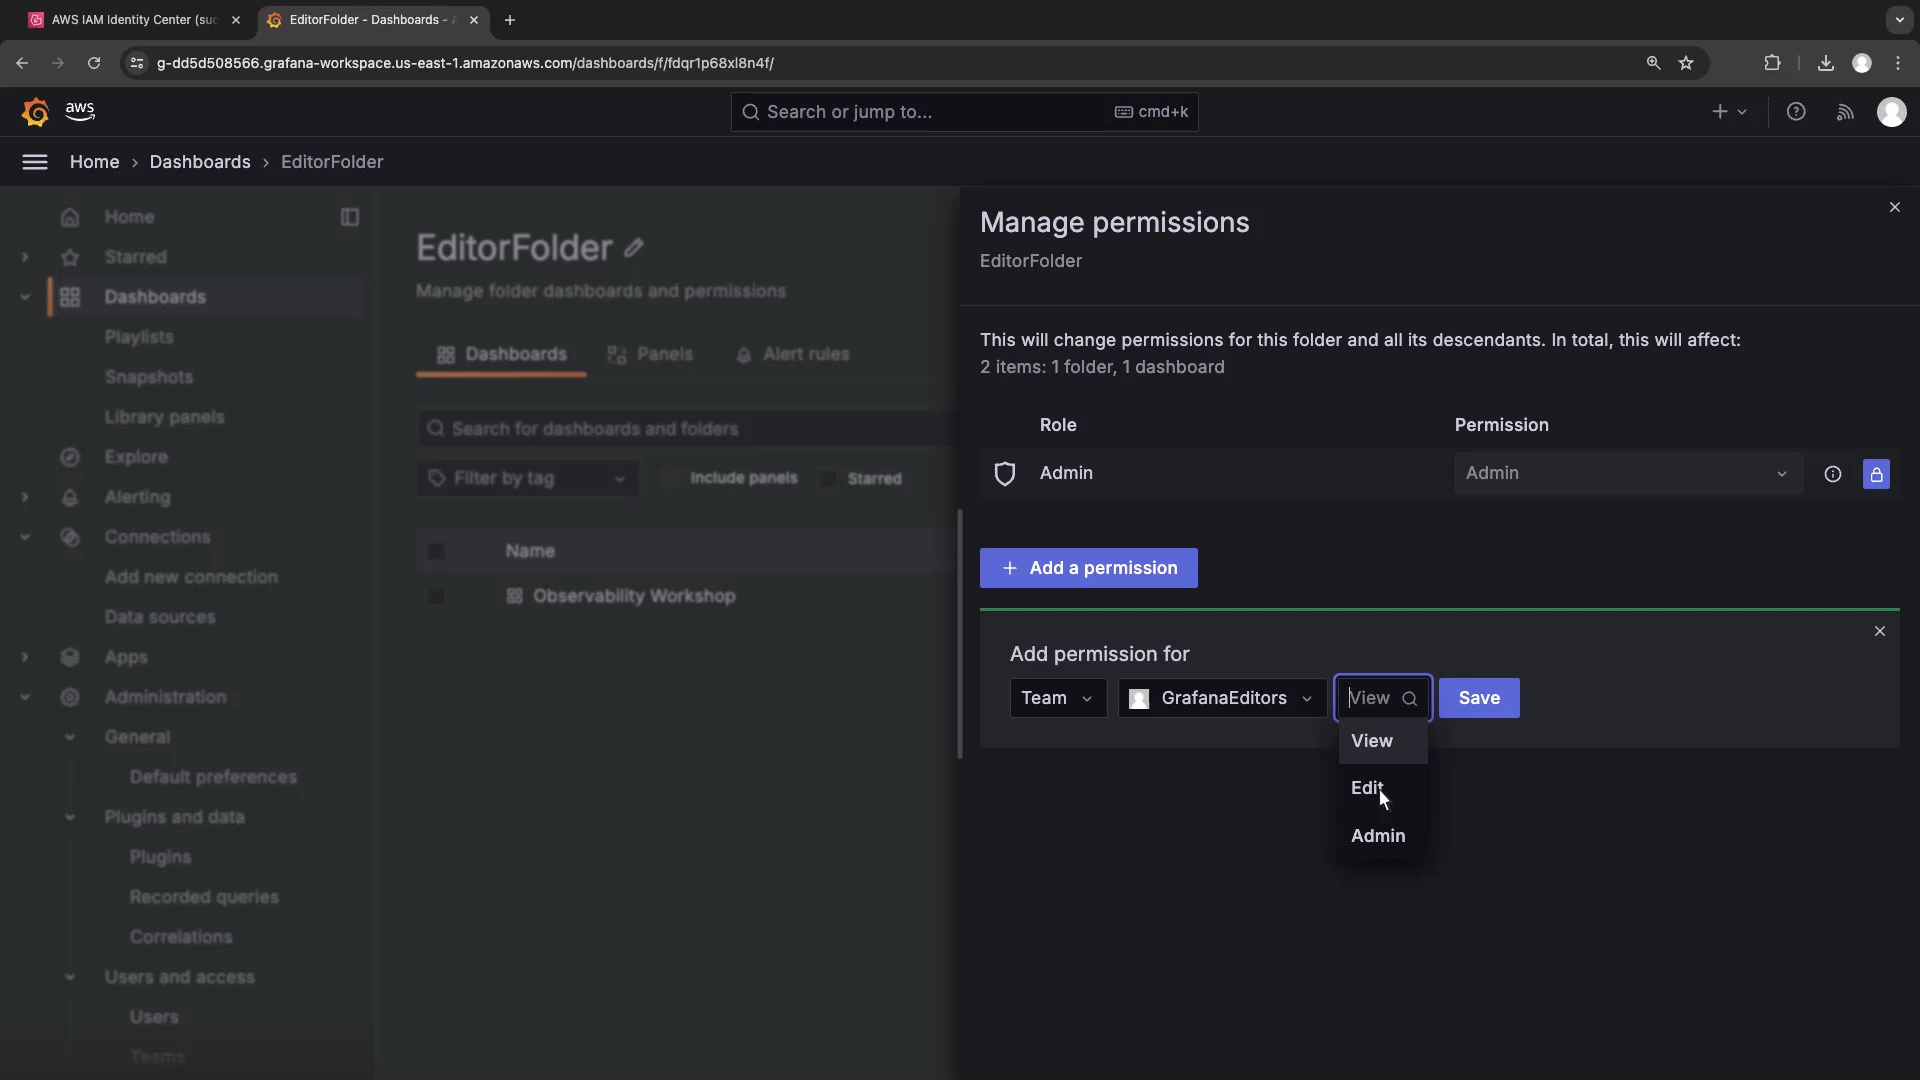 AWS IAM Identity Center (suc
EditorFolder - Dashboards - A
g-dd5d508566.grafana-workspace.us-east-1.amazonaws.com/dashboards/f/fdqr1p68xl8n4f/
aws
Search or jump to...
cmd+k
Home › Dashboards › EditorFolder
Home
Starred
Dashboards
Playlists
Snapshots
Library panels
Explore
Alerting
Connections
Add new connection
Data sources
Apps
Administration
General
Default preferences
Plugins and data
Plugins
Recorded queries
Correlations
Users and access
Users
Teams
EditorFolder
Manage folder dashboards and permissions
Dashboards
Panels
Alert rules
Search for dashboards and folders
Filter by tag
Include panels
Starred
Name
Observability Workshop
Manage permissions
EditorFolder
This will change permissions for this folder and all its descendants. In total, this will affect:
2 items: 1 folder, 1 dashboard
Role
Permission
Admin
Admin
Add a permission
Add permission for
Team
GrafanaEditors
View
Save
View
Edit
Admin